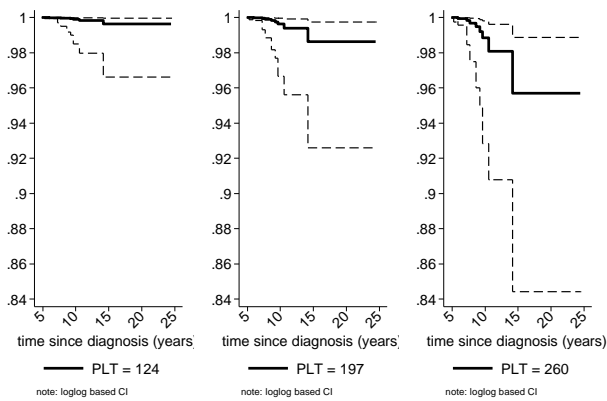 1
.98
.96
.94
.92
.9
.88
.86
.84
5 10 15 20 25
time since diagnosis (years)
PLT = 124
note: loglog based CI
1
.98
.96
.94
.92
.9
.88
.86
.84
5 10 15 20 25
time since diagnosis (years)
PLT = 197
note: loglog based CI
1
.98
.96
.94
.92
.9
.88
.86
.84
5 10 15 20 25
time since diagnosis (years)
PLT = 260
note: loglog based CI